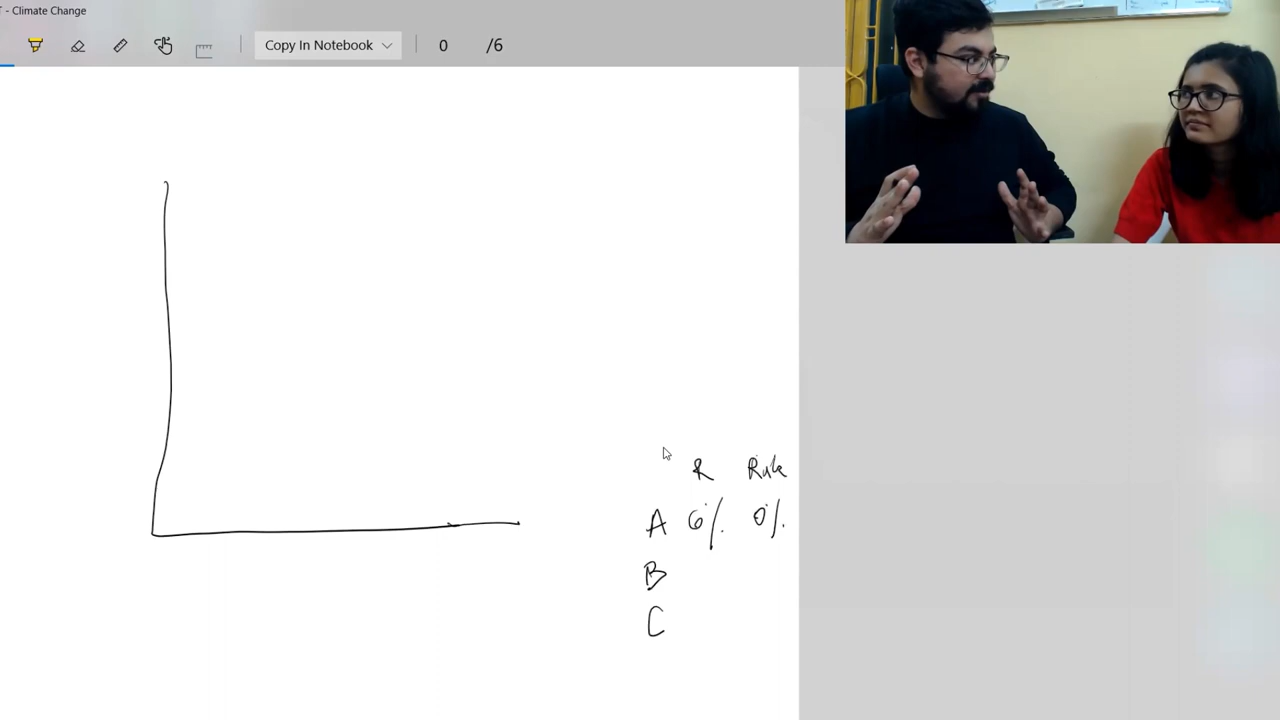 T - Climate Change
Copy In Notebook 0 /6
R Risk
A 6% 0%
B
C